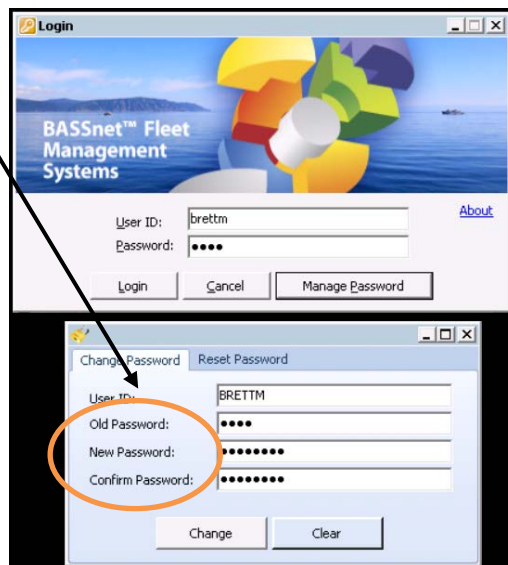 Login
BASSnet™ Fleet
Management
Systems
User ID: brettm
About
Password: ••••
Login Cancel Manage Password
Change Password Reset Password
User ID: BRETTM
Old Password: ••••
New Password: ••••••••
Confirm Password: ••••••••
Change Clear